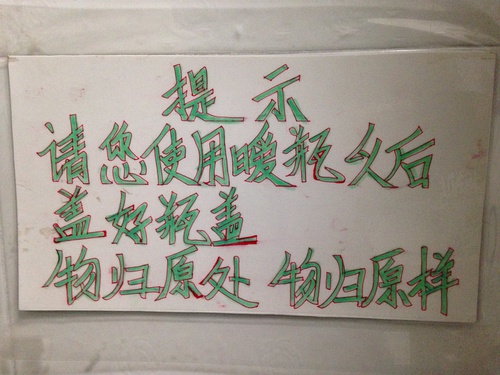 提示
请您使用暖瓶以后
盖好瓶盖
物归原处 物归原样